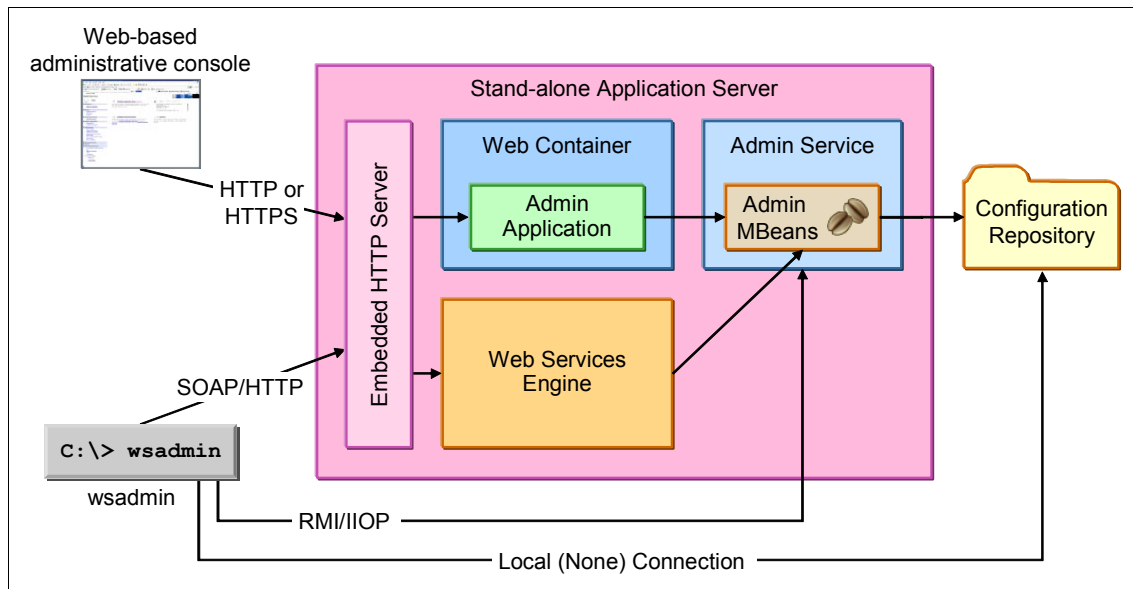 Web-based
administrative console
Stand-alone Application Server
Embedded HTTP Server
Web Container
Admin
Application
Admin Service
Admin
MBeans
Configuration
Repository
HTTP or
HTTPS
Web Services
Engine
SOAP/HTTP
C:\> wsadmin
wsadmin
RMI/IIOP
Local (None) Connection